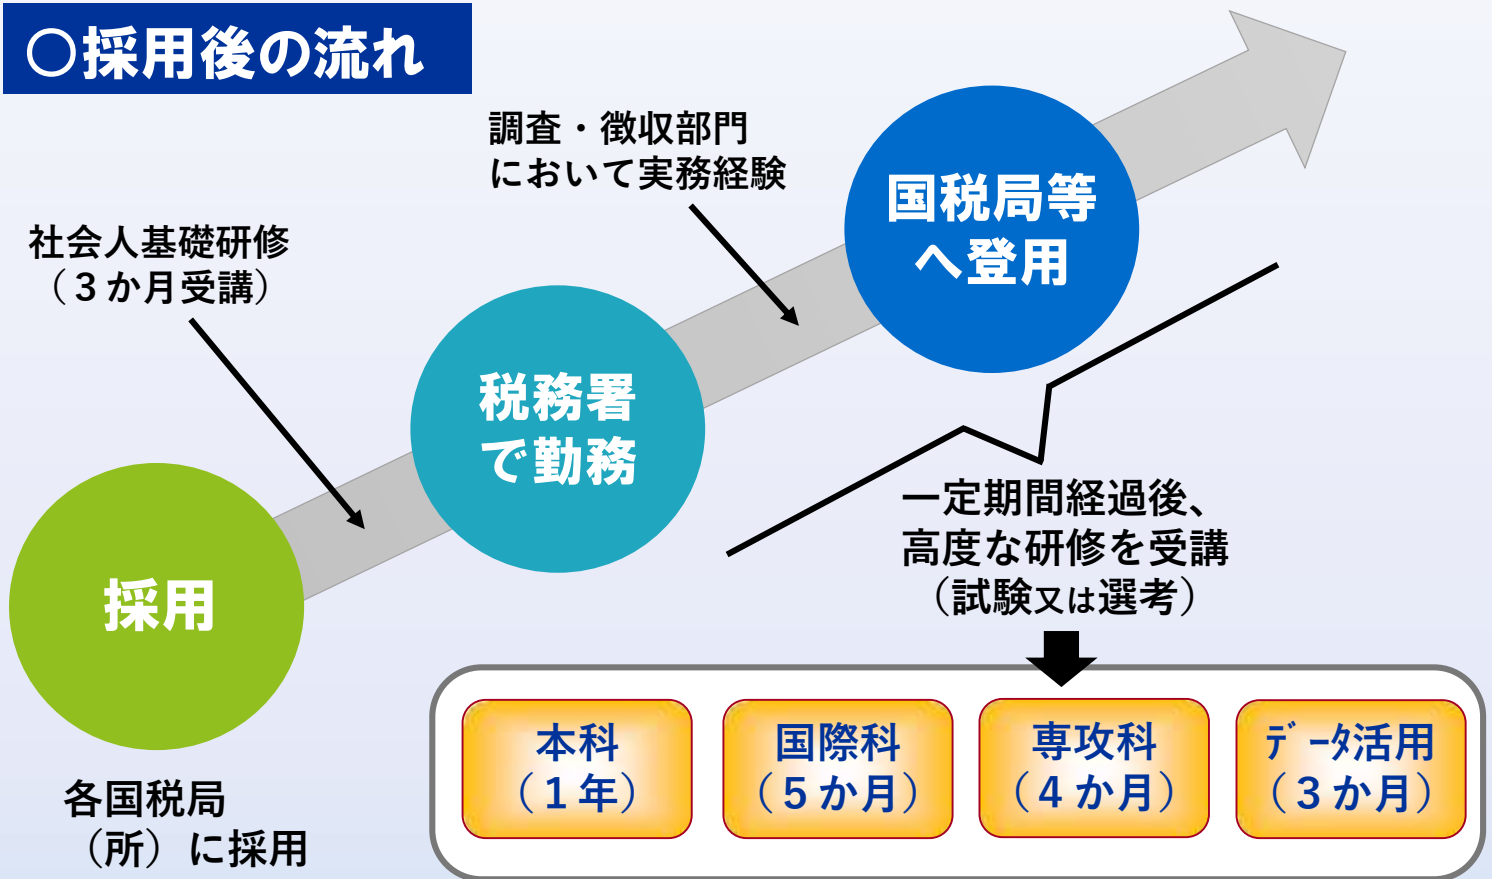 ○採用後の流れ
調査・徴収部門
において実務経験
国税局等
へ登用
社会人基礎研修
（３か月受講）
税務署
で勤務
採用
各国税局
（所）に採用
一定期間経過後、
高度な研修を受講
（試験又は選考）
本科
（１年）
国際科
（５か月）
専攻科
（４か月）
ﾃﾞｰﾀ活用
（３か月）